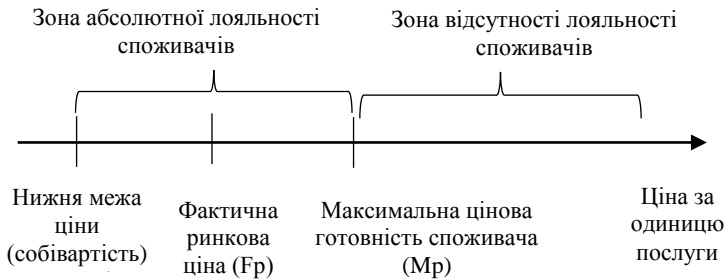 Зона абсолютної лояльності
споживачів
Зона відсутності лояльності
споживачів
Нижня межа
ціни
(собівартість)
Фактична
ринкова
ціна (Fp)
Максимальна цінова
готовність споживача
(Mp)
Ціна за
одиницю
послуги